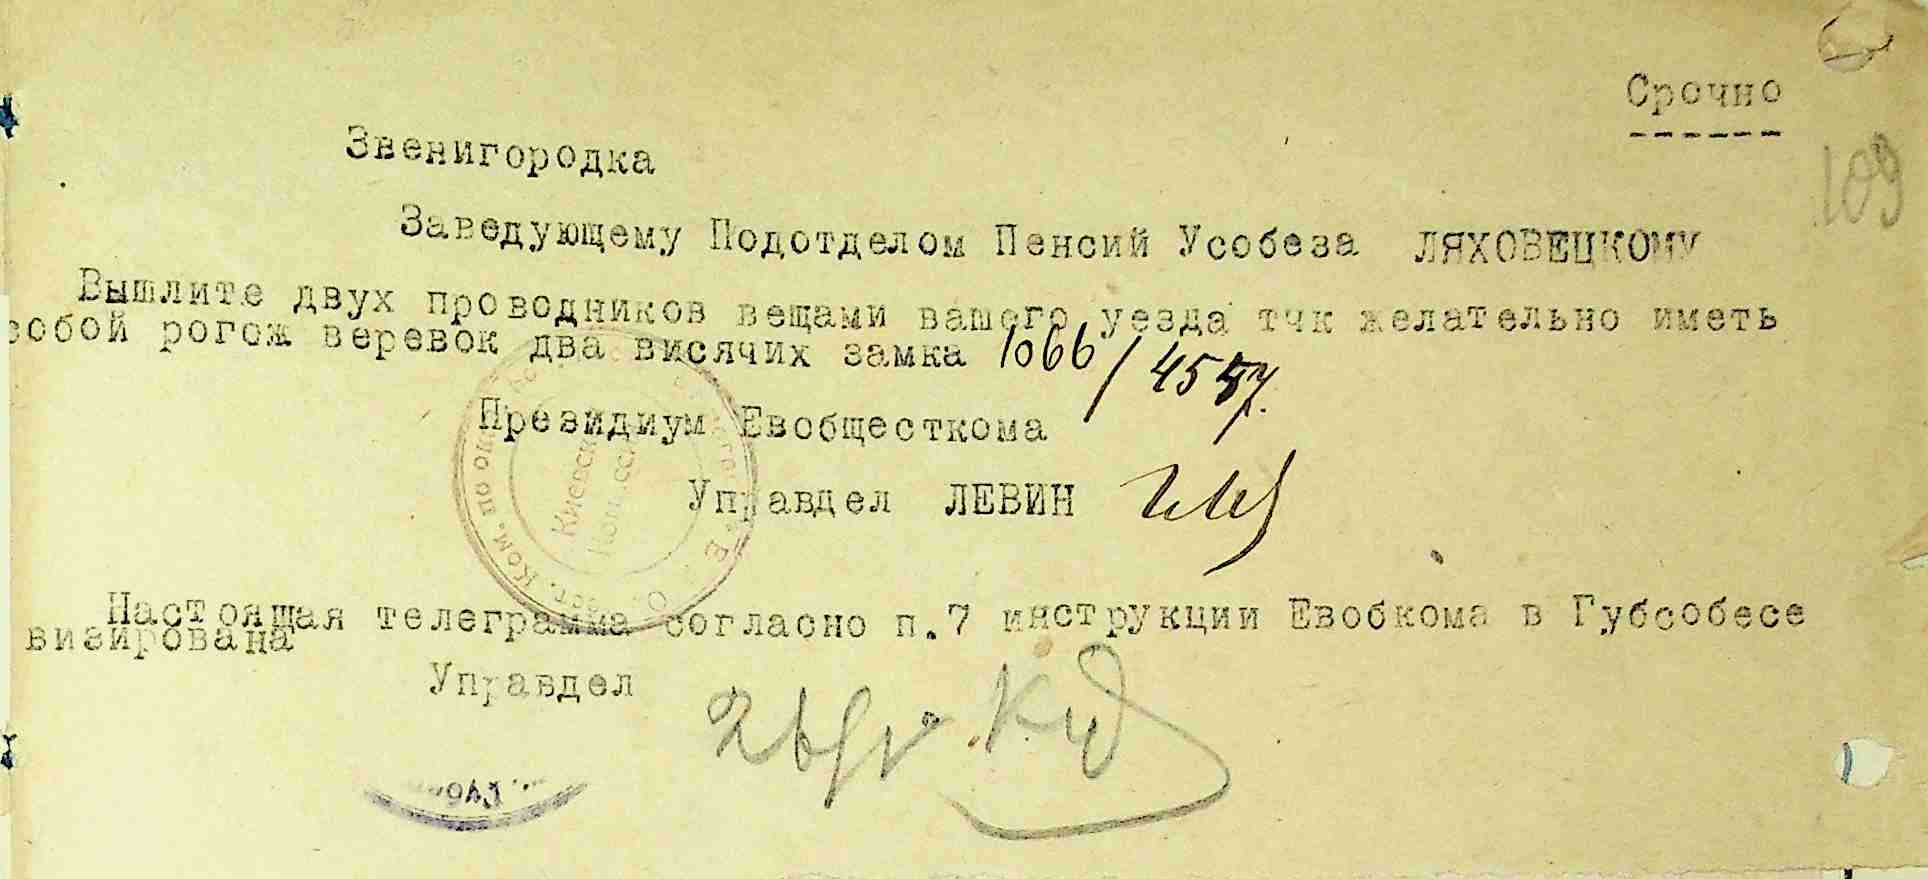 Срочно
109
Звенигородка
Заведующему Подотделом Пенсий Усобеза ЛЯХОВЕЦКОМУ
Вышлите двух проводников вещами вашего уезда тчк желательно иметь
собой рогож веревок два висячих замка 1066/4557.
Президиум Евобщесткома
Управдел ЛЕВИН
Настоящая телеграмма согласно п.7 инструкции Евобкома в Губсобесе
визирована
Управдел